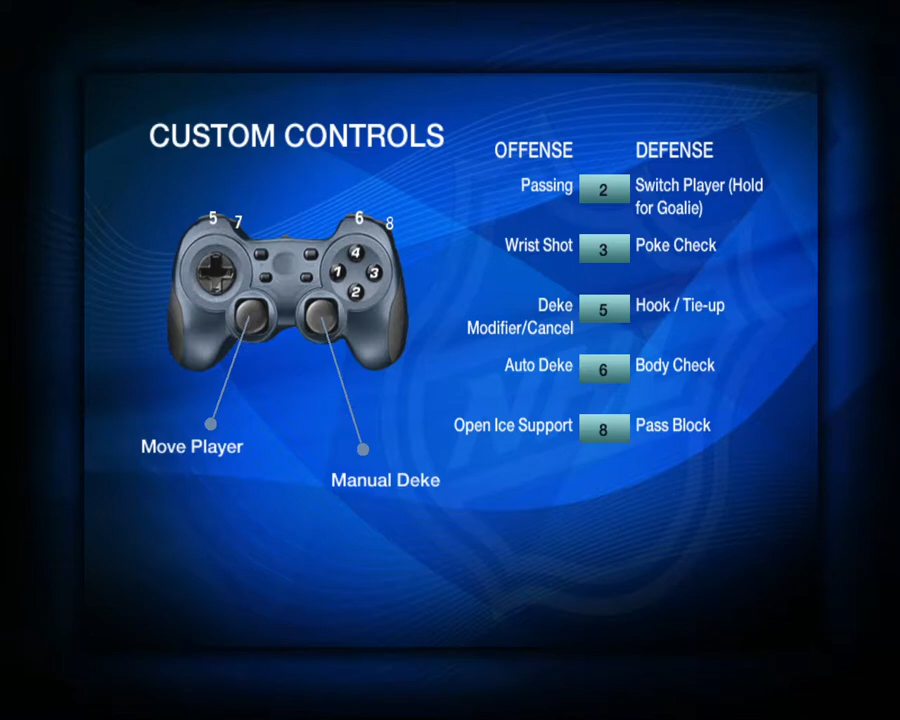 CUSTOM CONTROLS
OFFENSE DEFENSE
Passing 2 Switch Player (Hold
for Goalie)
Wrist Shot 3 Poke Check
Deke 5 Hook / Tie-up
Modifier/Cancel
Auto Deke 6 Body Check
Open Ice Support 8 Pass Block
5 7 6 8
4
1 3
2
Move Player
Manual Deke
NHL